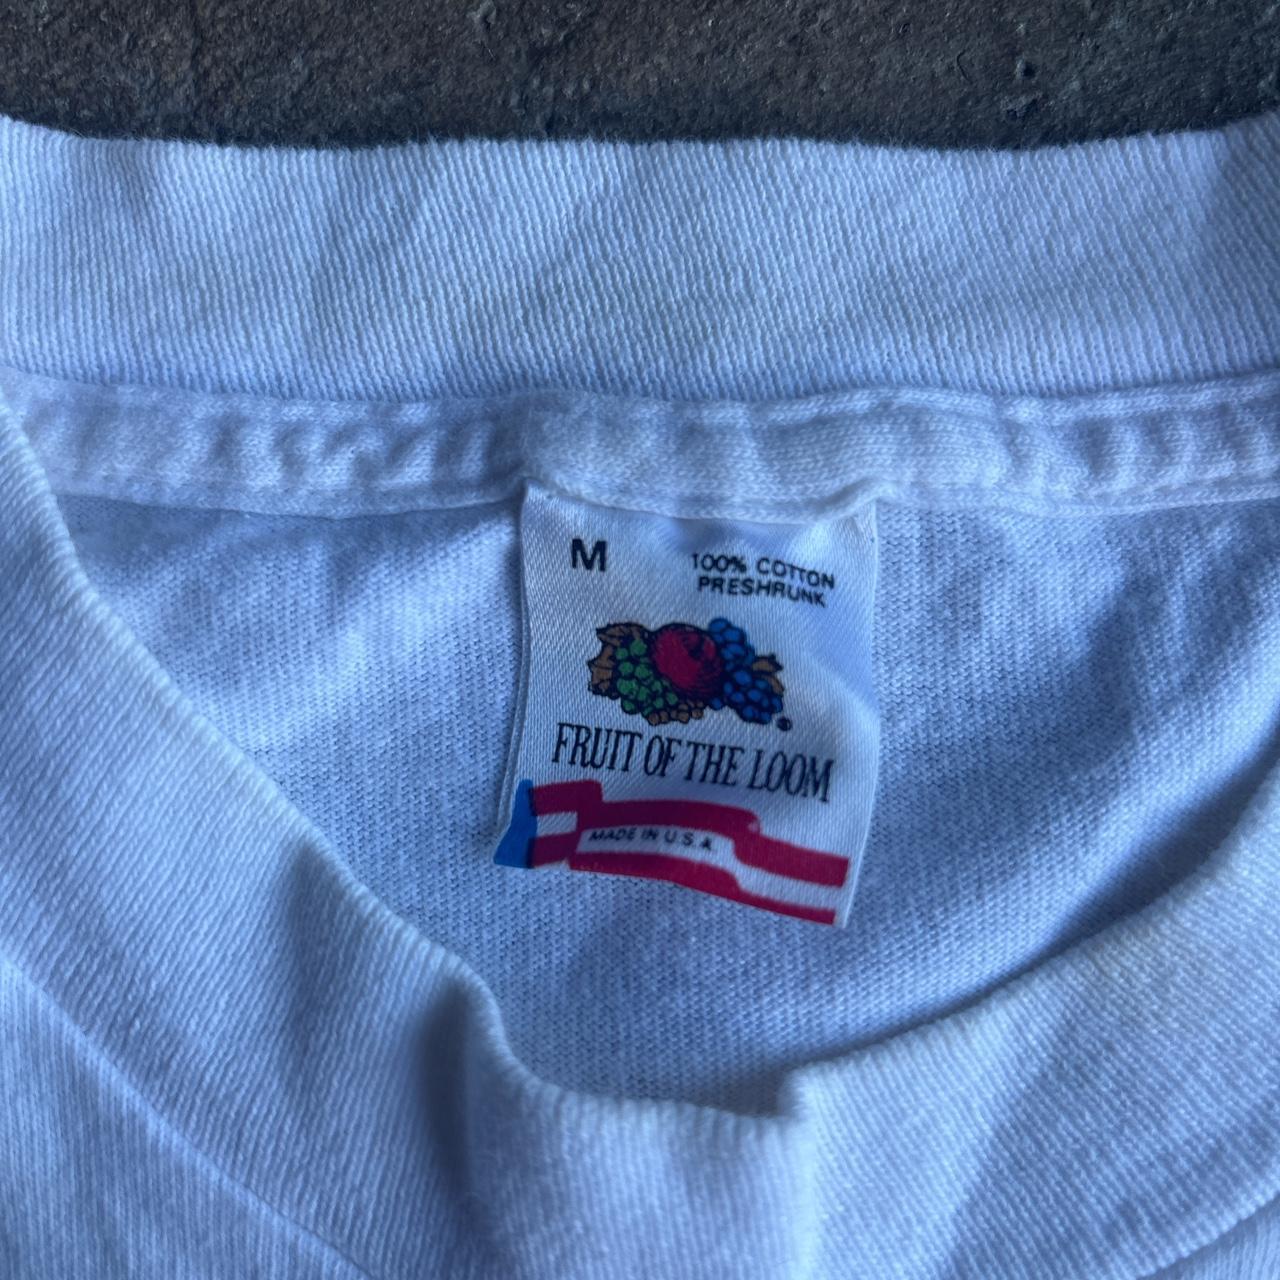 M
100% COTTON
PRESHRUNK
®
FRUIT OF THE LOOM
MADE IN U.S.A.